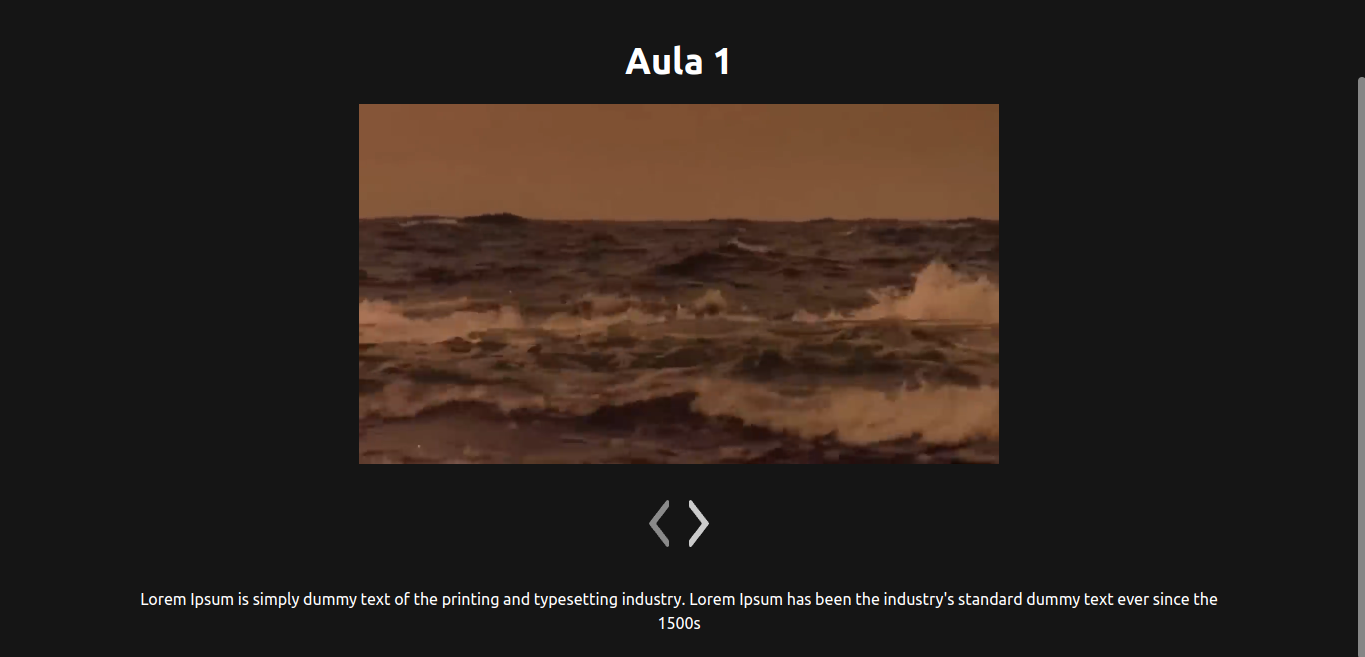 Aula 1
Lorem Ipsum is simply dummy text of the printing and typesetting industry. Lorem Ipsum has been the industry's standard dummy text ever since the
1500s